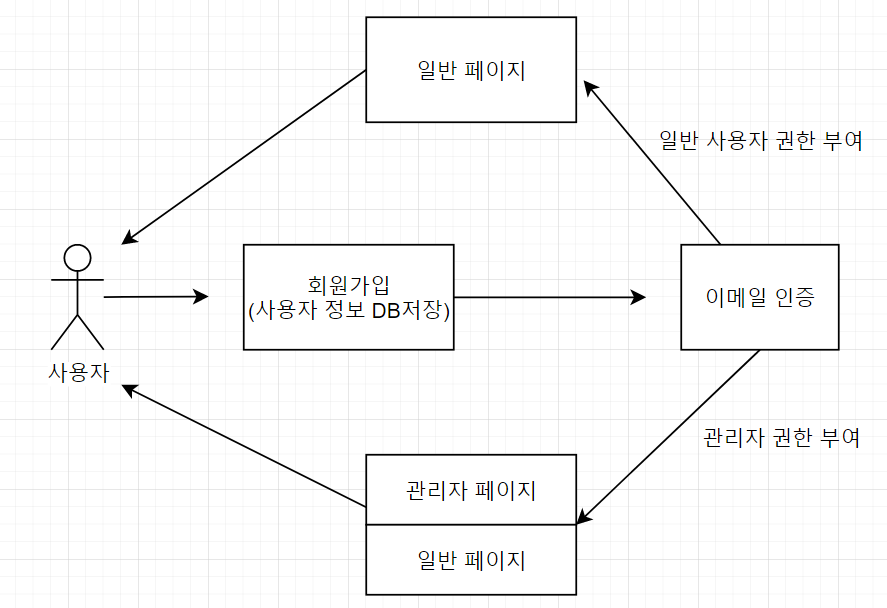 일반 페이지
일반 사용자 권한 부여
회원가입
(사용자 정보 DB저장)
이메일 인증
사용자
관리자 권한 부여
관리자 페이지
일반 페이지